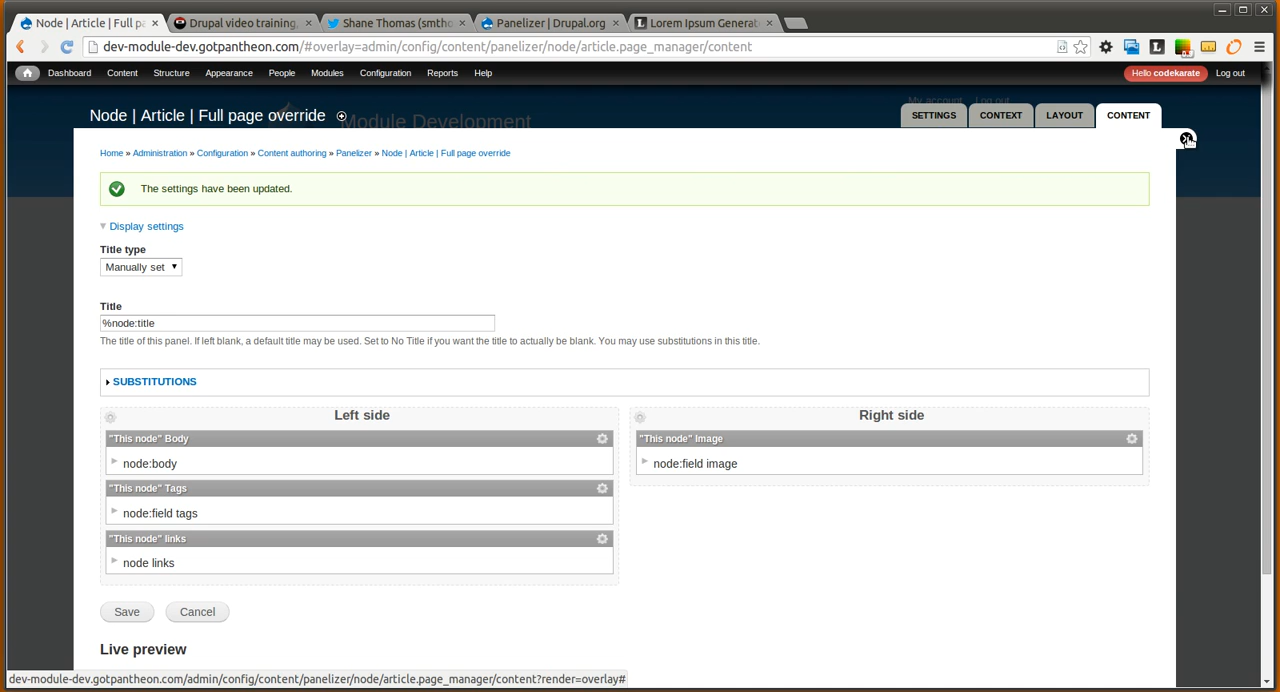 Node | Article | Full pa
Drupal video training,
Shane Thomas (smtho
Panelizer | Drupal.org
Lorem Ipsum Generat
dev-module-dev.gotpantheon.com/#overlay=admin/config/content/panelizer/node/article.page_manager/content
Dashboard Content Structure Appearance People Modules Configuration Reports Help Hello codekarate Log out
My account Log out
Node | Article | Full page override
Module Development
SETTINGS CONTEXT LAYOUT CONTENT
Home » Administration » Configuration » Content authoring » Panelizer » Node | Article | Full page override
The settings have been updated.
Display settings
Title type
Manually set
Title
%node:title
The title of this panel. If left blank, a default title may be used. Set to No Title if you want the title to actually be blank. You may use substitutions in this title.
SUBSTITUTIONS
Left side
"This node" Body
node:body
"This node" Tags
node:field tags
"This node" links
node links
Right side
"This node" Image
node:field image
Save Cancel
Live preview
dev-module-dev.gotpantheon.com/admin/config/content/panelizer/node/article.page_manager/content?render=overlay#